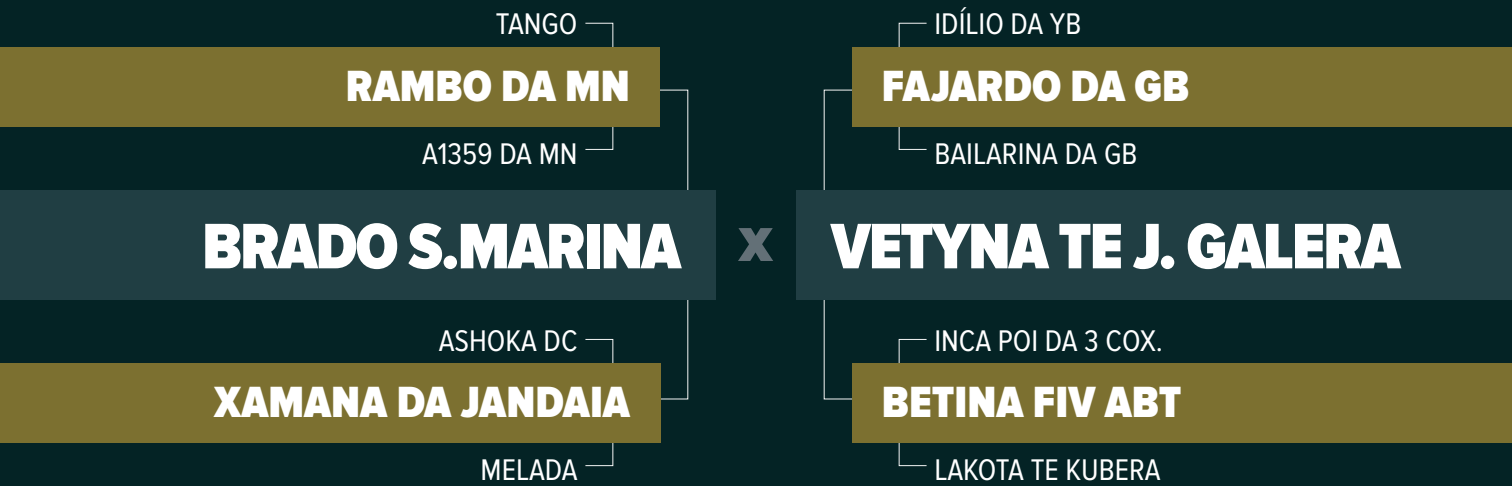 TANGO
RAMBO DA MN
A1359 DA MN
BRADO S.MARINA
ASHOKA DC
XAMANA DA JANDAIA
MELADA
X
IDÍLIO DA YB
FAJARDO DA GB
BAILARINA DA GB
VETYNA TE J. GALERA
INCA POI DA 3 COX.
BETINA FIV ABT
LAKOTA TE KUBERA